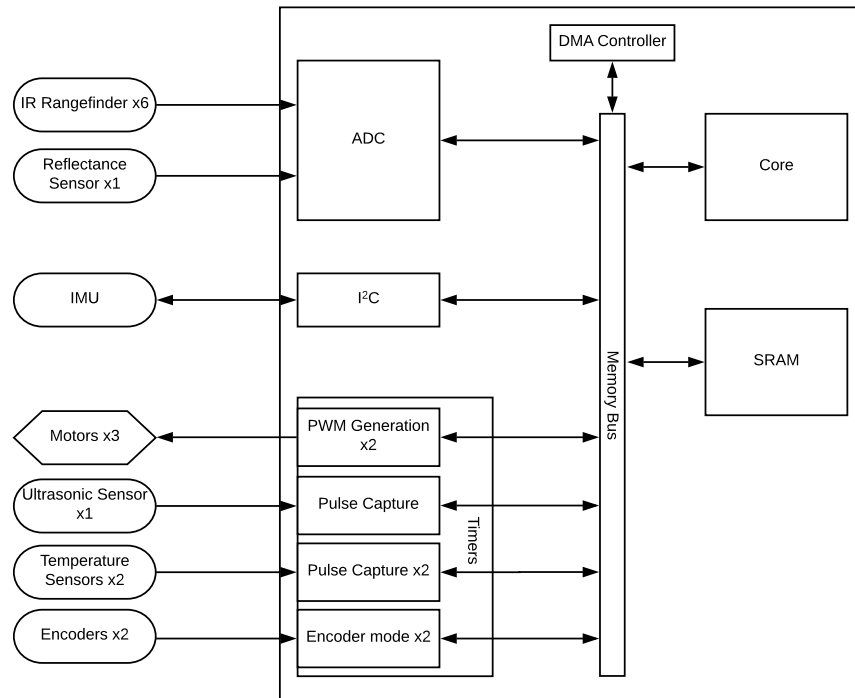 DMA Controller
IR Rangefinder x6
ADC
Reflectance
Sensor x1
Core
IMU
I²C
Memory Bus
SRAM
Motors x3
PWM Generation
x2
Ultrasonic Sensor
x1
Pulse Capture
Timers
Temperature
Sensors x2
Pulse Capture x2
Encoders x2
Encoder mode x2